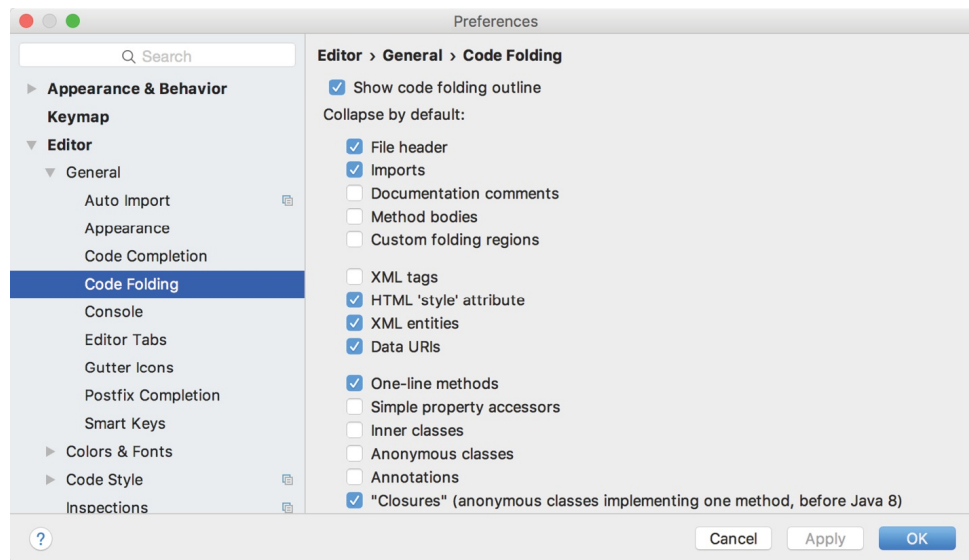 Preferences
Search
Appearance & Behavior
Keymap
Editor
General
Auto Import
Appearance
Code Completion
Code Folding
Console
Editor Tabs
Gutter Icons
Postfix Completion
Smart Keys
Colors & Fonts
Code Style
Inspections
Editor › General › Code Folding
Show code folding outline
Collapse by default:
File header
Imports
Documentation comments
Method bodies
Custom folding regions
XML tags
HTML 'style' attribute
XML entities
Data URIs
One-line methods
Simple property accessors
Inner classes
Anonymous classes
Annotations
"Closures" (anonymous classes implementing one method, before Java 8)
?
Cancel
Apply
OK